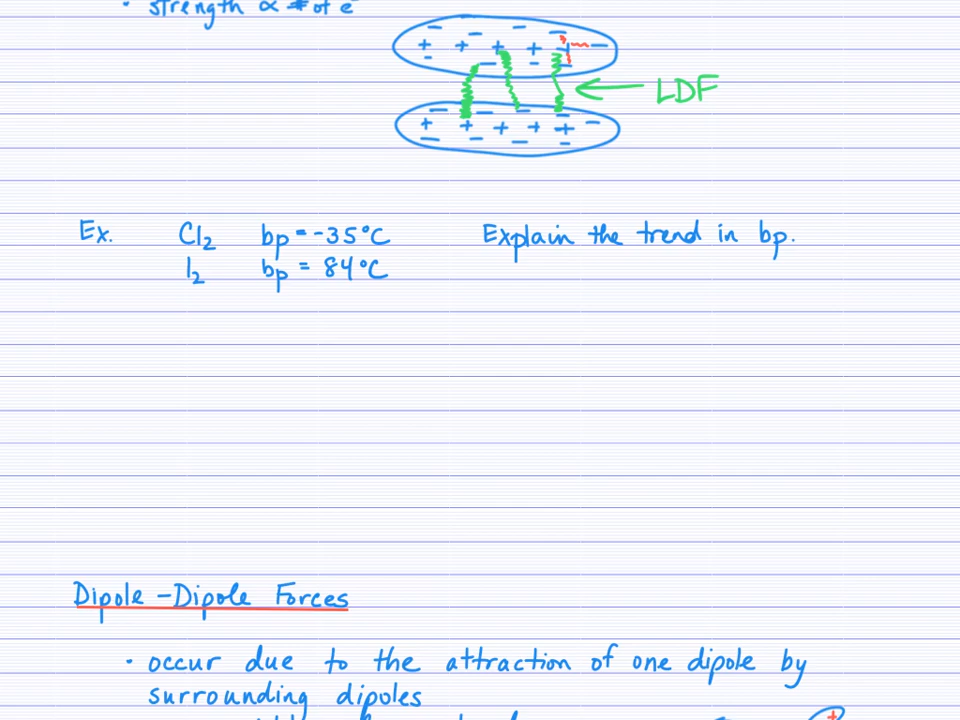 • strength ∝ # of e⁻
LDF
Ex. Cl₂ bp = -35°C Explain the trend in bp.
I₂ bp = 84°C
Dipole - Dipole Forces
• occur due to the attraction of one dipole by
surrounding dipoles